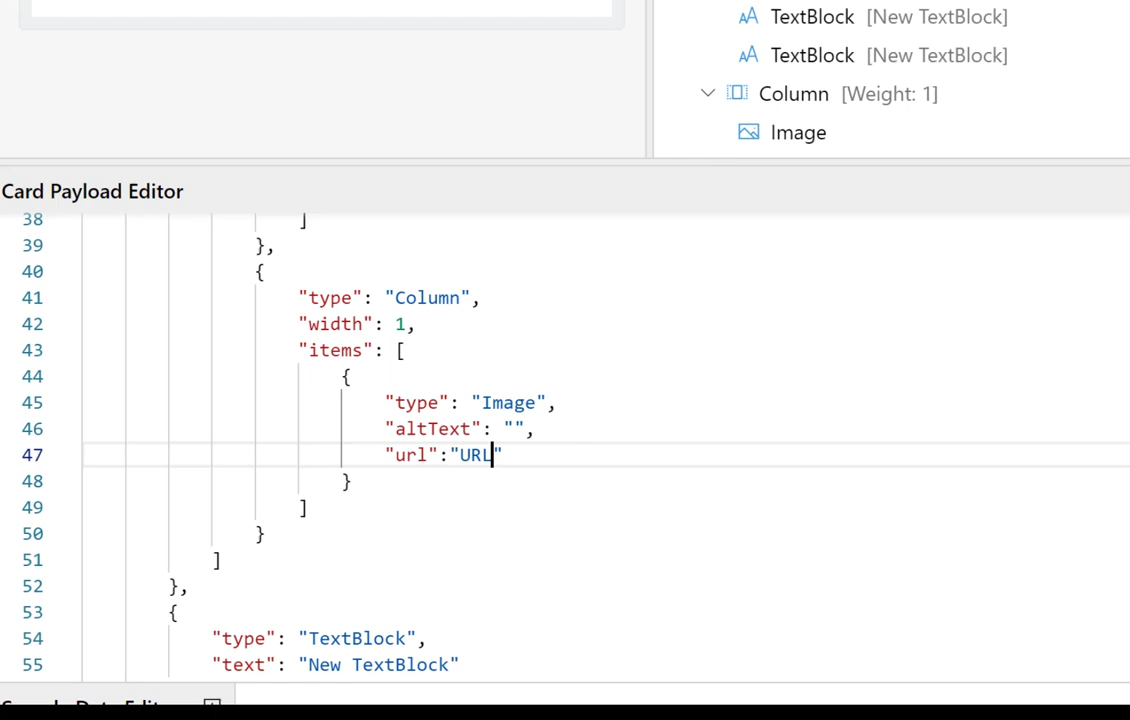 TextBlock [New TextBlock]
TextBlock [New TextBlock]
Column [Weight: 1]
Image
Card Payload Editor
38 ]
39 },
40 {
41 "type": "Column",
42 "width": 1,
43 "items": [
44 {
45 "type": "Image",
46 "altText": "",
47 "url":"URL"
48 }
49 ]
50 }
51 ]
52 },
53 {
54 "type": "TextBlock",
55 "text": "New TextBlock"